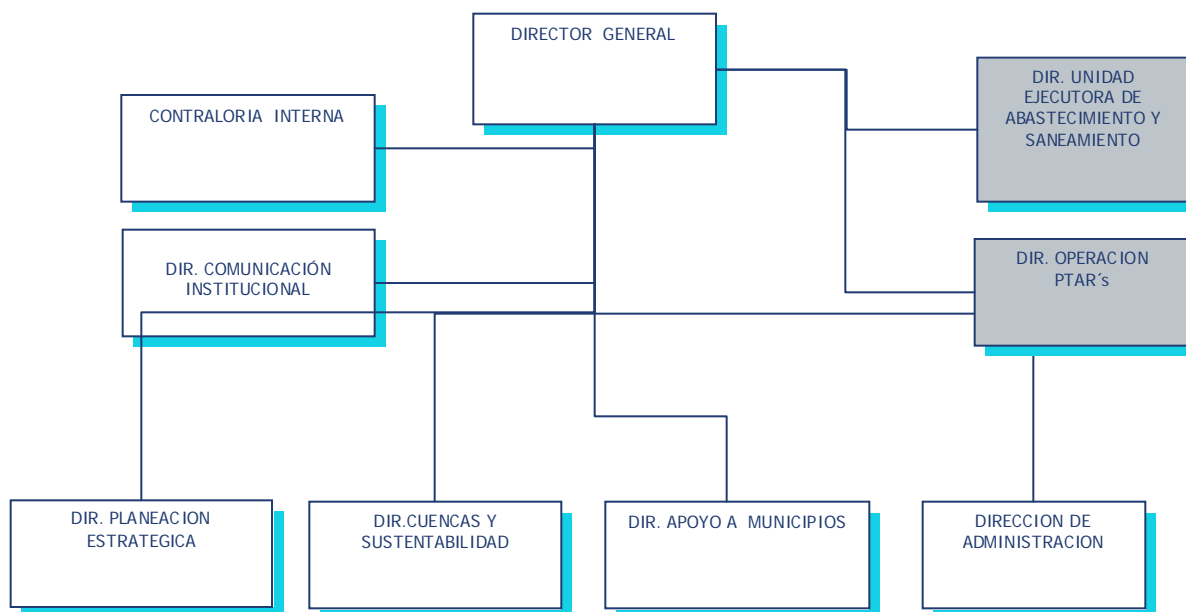 DIRECTOR GENERAL
DIR. UNIDAD
EJECUTORA DE
ABASTECIMIENTO Y
SANEAMIENTO
CONTRALORIA INTERNA
DIR. COMUNICACIÓN
INSTITUCIONAL
DIR. OPERACION
PTAR´s
DIR. PLANEACION
ESTRATEGICA
DIR.CUENCAS Y
SUSTENTABILIDAD
DIR. APOYO A MUNICIPIOS
DIRECCION DE
ADMINISTRACION